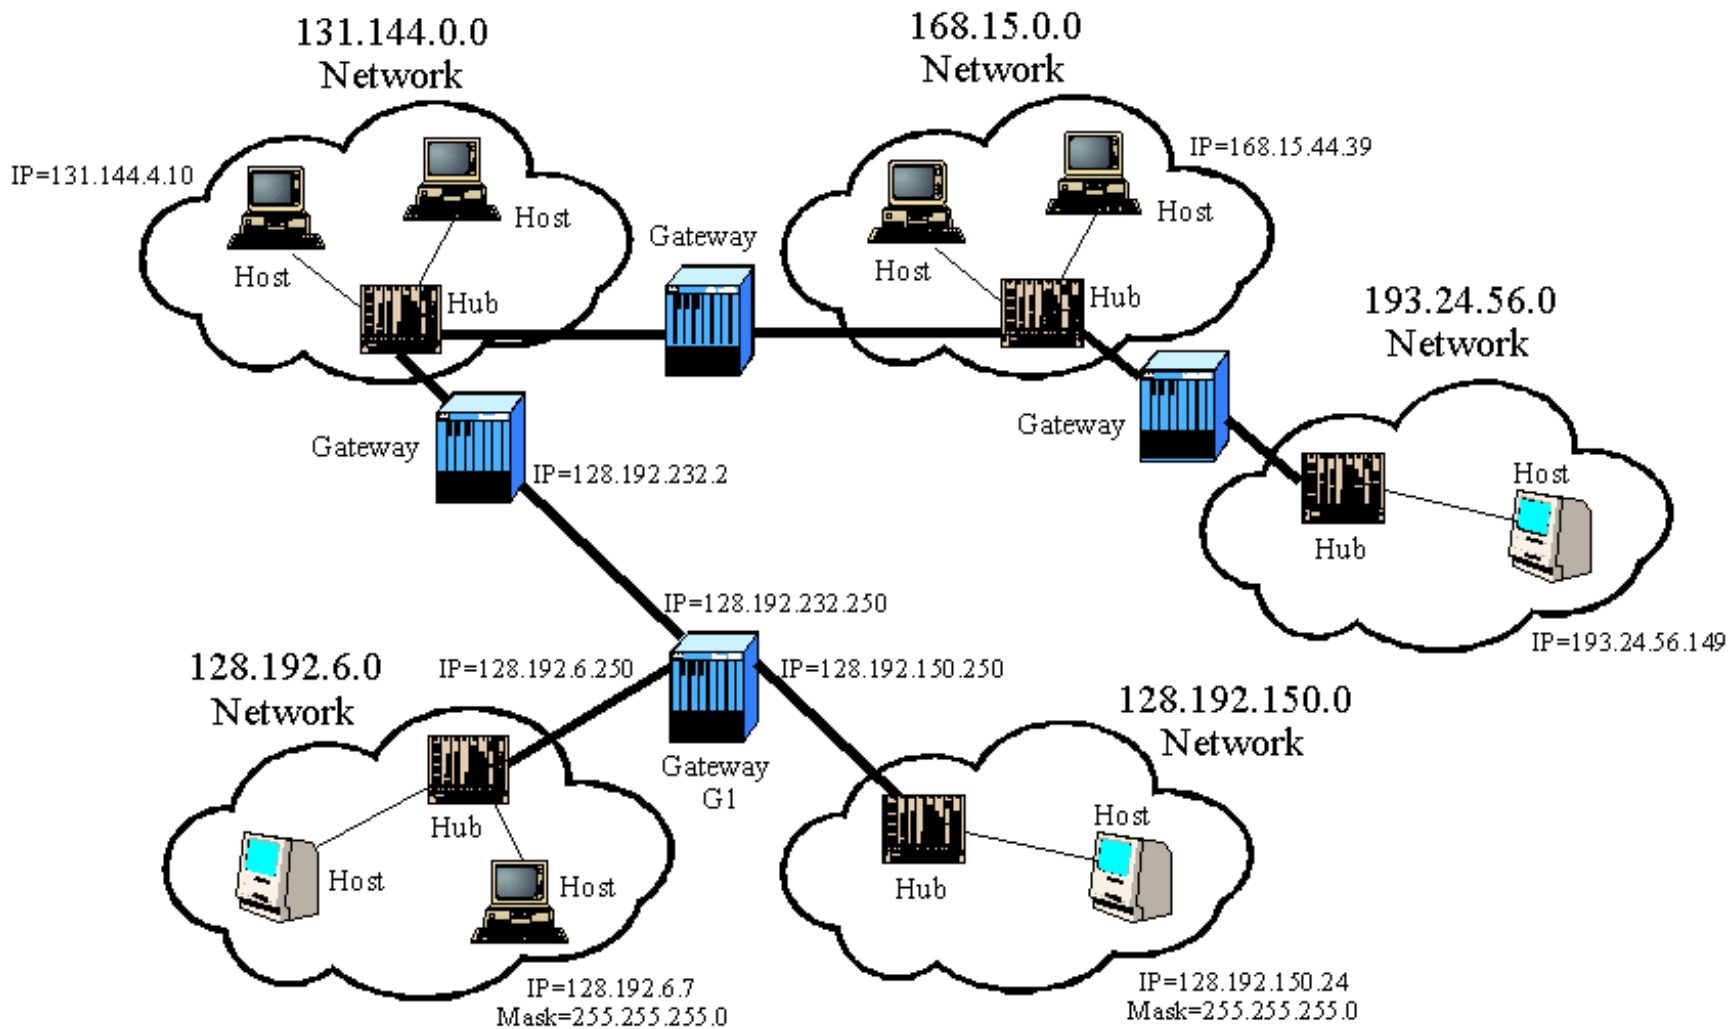 131.144.0.0
Network
168.15.0.0
Network
IP=131.144.4.10
Host
Host
Hub
Gateway
IP=168.15.44.39
Host
Host
Hub
193.24.56.0
Network
Gateway
Gateway
IP=128.192.232.2
Host
Hub
IP=193.24.56.149
IP=128.192.232.250
IP=128.192.6.250
IP=128.192.150.250
Gateway
G1
128.192.6.0
Network
Hub
Host
Host
IP=128.192.6.7
Mask=255.255.255.0
128.192.150.0
Network
Host
Hub
IP=128.192.150.24
Mask=255.255.255.0